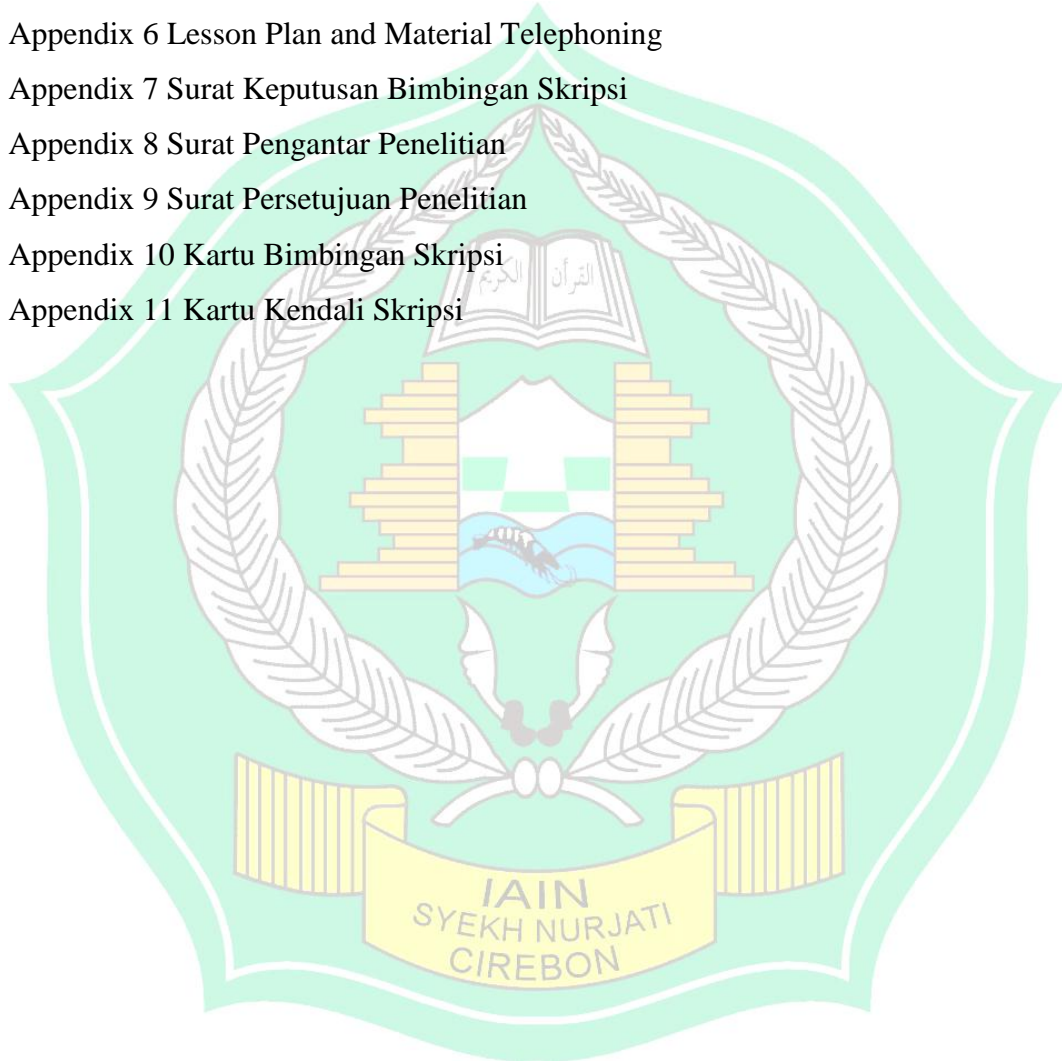 Appendix 6 Lesson Plan and Material Telephoning
Appendix 7 Surat Keputusan Bimbingan Skripsi
Appendix 8 Surat Pengantar Penelitian
Appendix 9 Surat Persetujuan Penelitian
Appendix 10 Kartu Bimbingan Skripsi
Appendix 11 Kartu Kendali Skripsi
القرأن الكريم
IAIN
SYEKH NURJATI
CIREBON